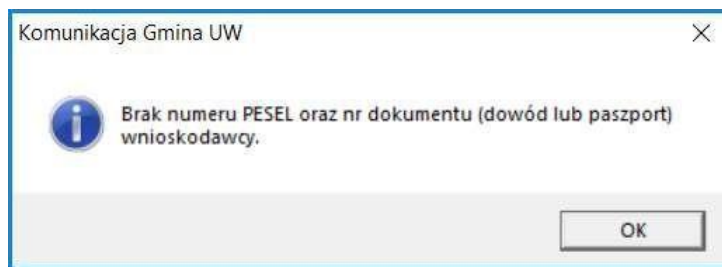 Komunikacja Gmina UW
Brak numeru PESEL oraz nr dokumentu (dowód lub paszport)
wnioskodawcy.
OK